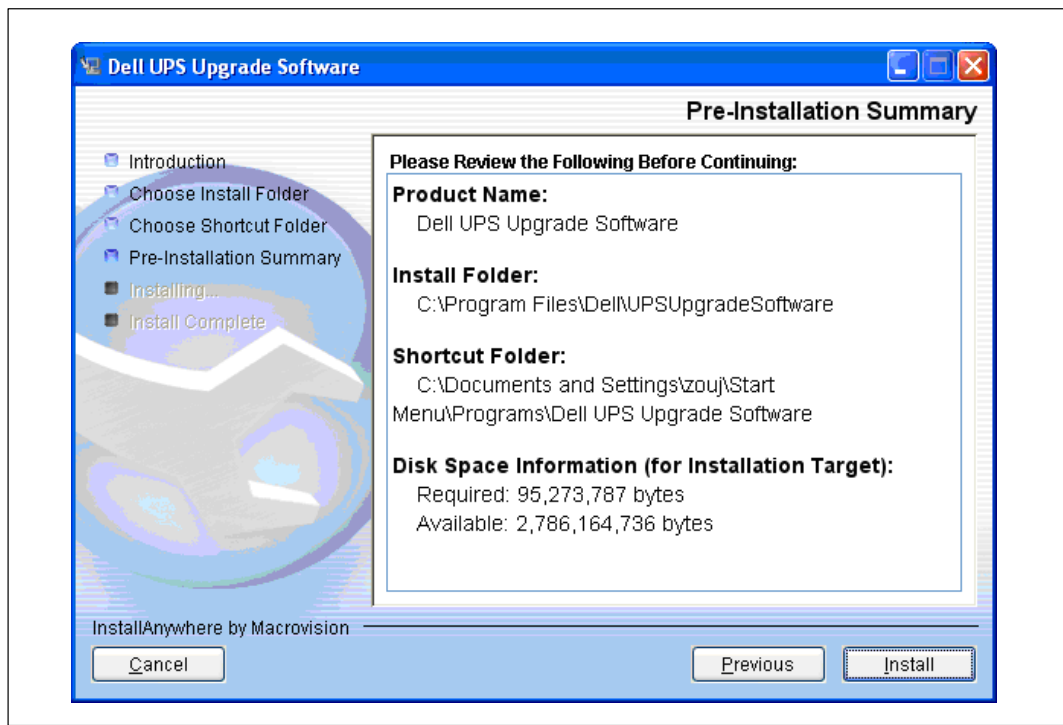 Dell UPS Upgrade Software
Pre-Installation Summary
Introduction
Choose Install Folder
Choose Shortcut Folder
Pre-Installation Summary
Installing...
Install Complete
Please Review the Following Before Continuing:
Product Name:
Dell UPS Upgrade Software
Install Folder:
C:\Program Files\Dell\UPSUpgradeSoftware
Shortcut Folder:
C:\Documents and Settings\zouj\Start
Menu\Programs\Dell UPS Upgrade Software
Disk Space Information (for Installation Target):
Required: 95,273,787 bytes
Available: 2,786,164,736 bytes
InstallAnywhere by Macrovision
Cancel
Previous
Install